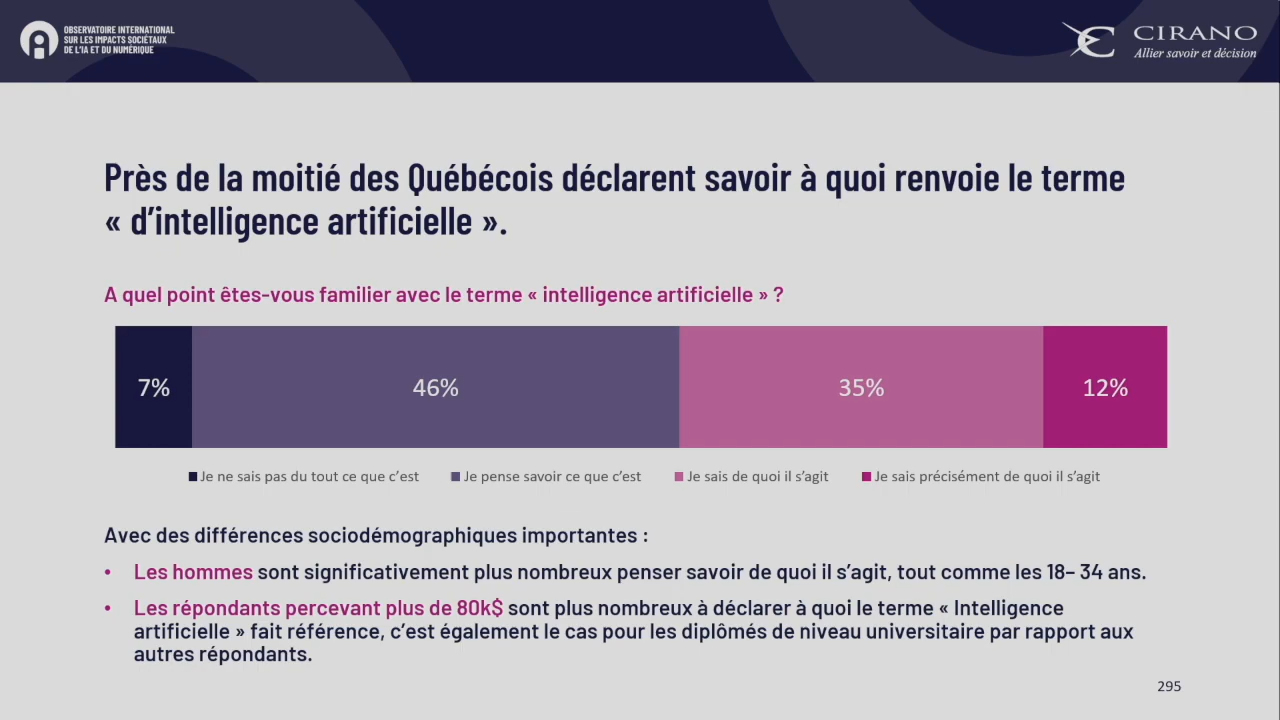 OBSERVATOIRE INTERNATIONAL
SUR LES IMPACTS SOCIÉTAUX
DE L'IA ET DU NUMÉRIQUE
CIRANO
Allier savoir et décision
Près de la moitié des Québécois déclarent savoir à quoi renvoie le terme
« d’intelligence artificielle ».
A quel point êtes-vous familier avec le terme « intelligence artificielle » ?
7% 46% 35% 12%
Je ne sais pas du tout ce que c’est Je pense savoir ce que c’est Je sais de quoi il s’agit Je sais précisément de quoi il s’agit
Avec des différences sociodémographiques importantes :
• Les hommes sont significativement plus nombreux penser savoir de quoi il s’agit, tout comme les 18– 34 ans.
• Les répondants percevant plus de 80k$ sont plus nombreux à déclarer à quoi le terme « Intelligence
artificielle » fait référence, c’est également le cas pour les diplômés de niveau universitaire par rapport aux
autres répondants.
295